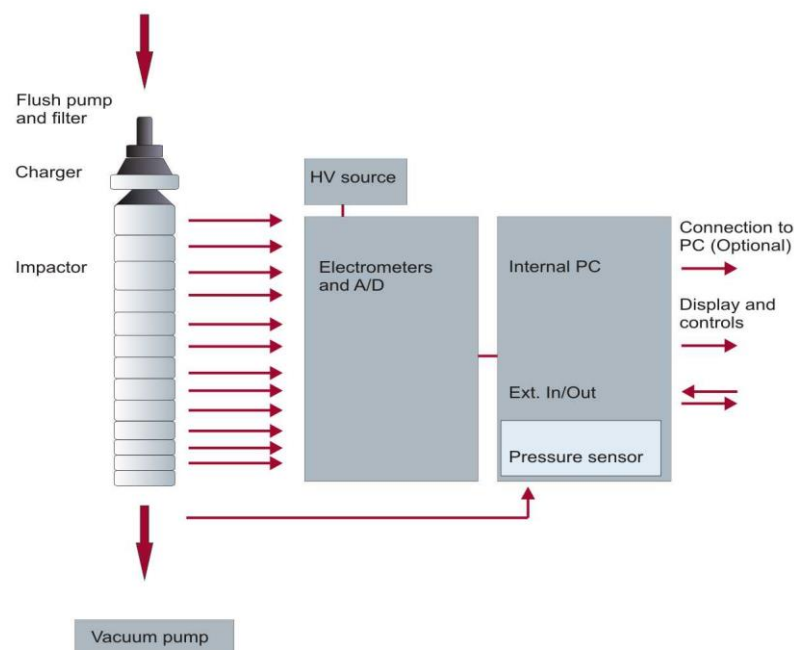 Flush pump
and filter
Charger
Impactor
HV source
Electrometers
and A/D
Internal PC
Ext. In/Out
Pressure sensor
Connection to
PC (Optional)
Display and
controls
Vacuum pump